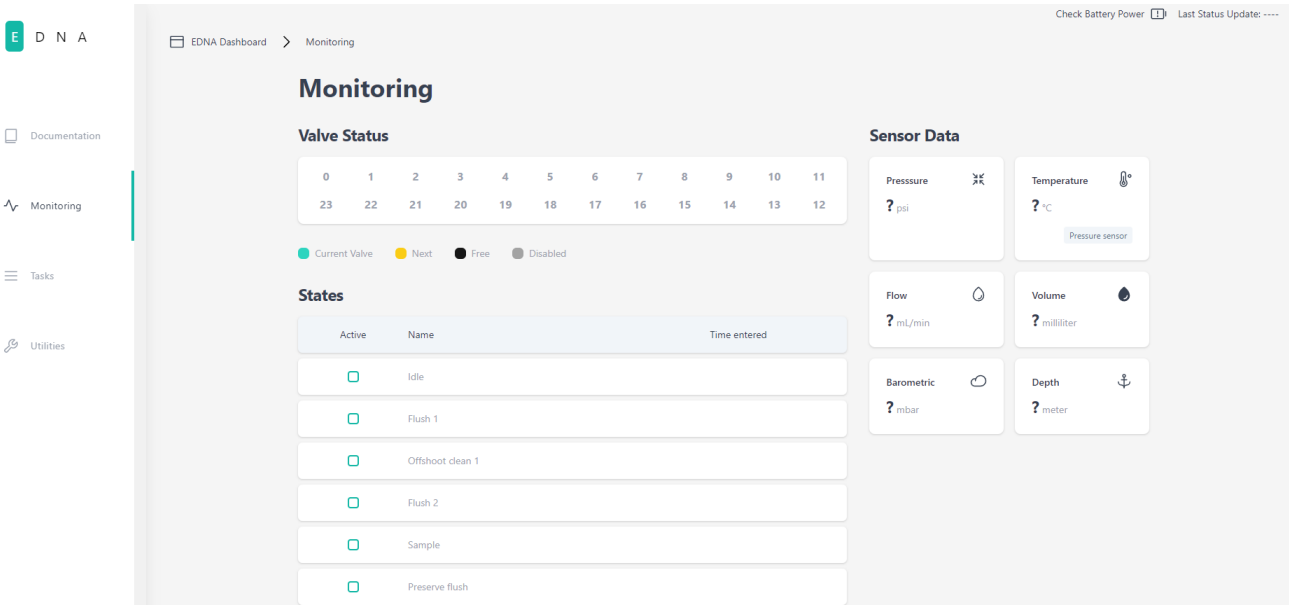 Check Battery Power Last Status Update: ----
E D N A
EDNA Dashboard > Monitoring
Documentation
Monitoring
Tasks
Utilities
Monitoring
Valve Status
0 1 2 3 4 5 6 7 8 9 10 11
23 22 21 20 19 18 17 16 15 14 13 12
Current Valve Next Free Disabled
States
Active Name Time entered
Idle
Flush 1
Offshoot clean 1
Flush 2
Sample
Preserve flush
Sensor Data
Presssure
? psi
Temperature
? °C
Pressure sensor
Flow
? mL/min
Volume
? milliliter
Barometric
? mbar
Depth
? meter